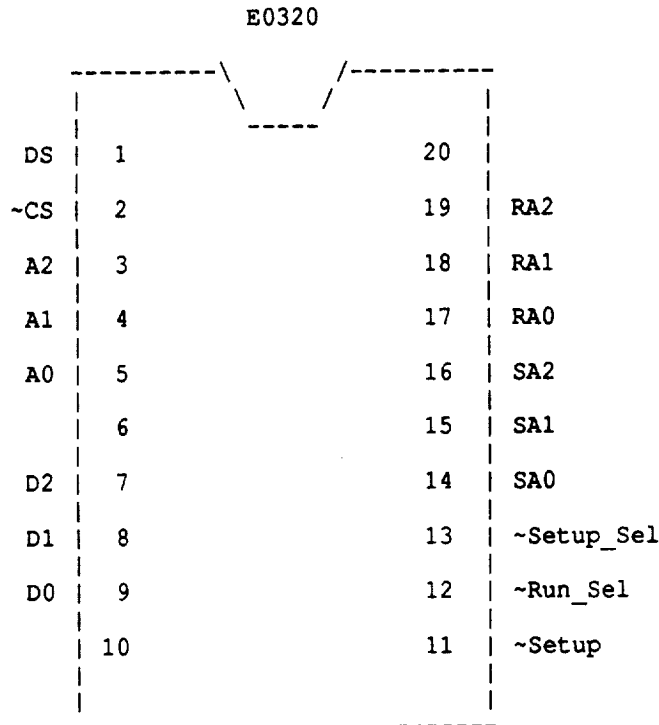 E0320
DS 1 20
~CS 2 19 RA2
A2 3 18 RA1
A1 4 17 RA0
A0 5 16 SA2
6 15 SA1
D2 7 14 SA0
D1 8 13 ~Setup_Sel
D0 9 12 ~Run_Sel
10 11 ~Setup